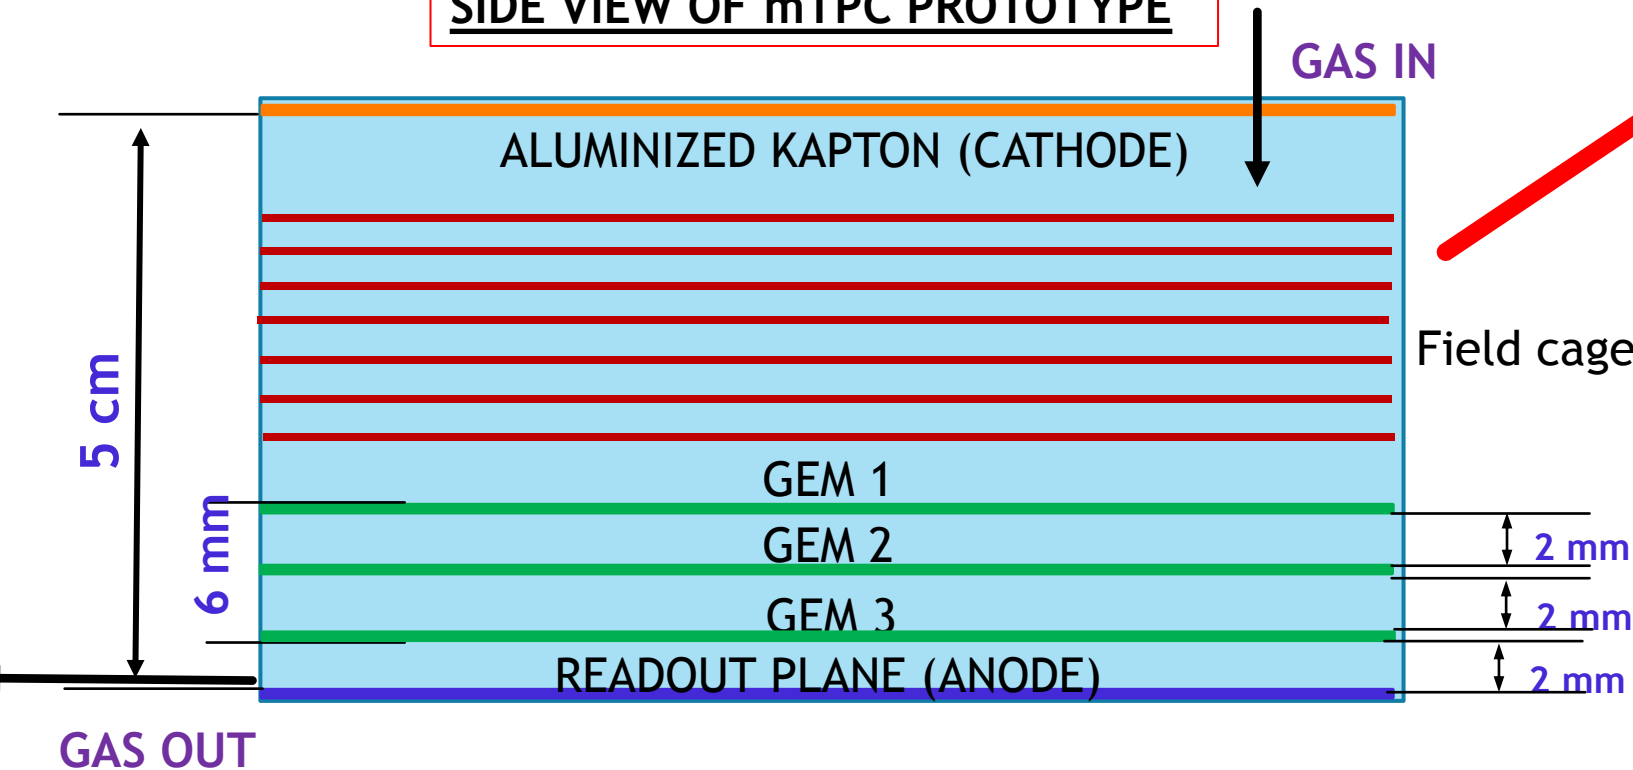 SIDE VIEW OF mTPC PROTOTYPE
GAS IN
ALUMINIZED KAPTON (CATHODE)
Field cage
5 cm
GEM 1
6 mm
GEM 2
2 mm
GEM 3
2 mm
READOUT PLANE (ANODE)
2 mm
GAS OUT